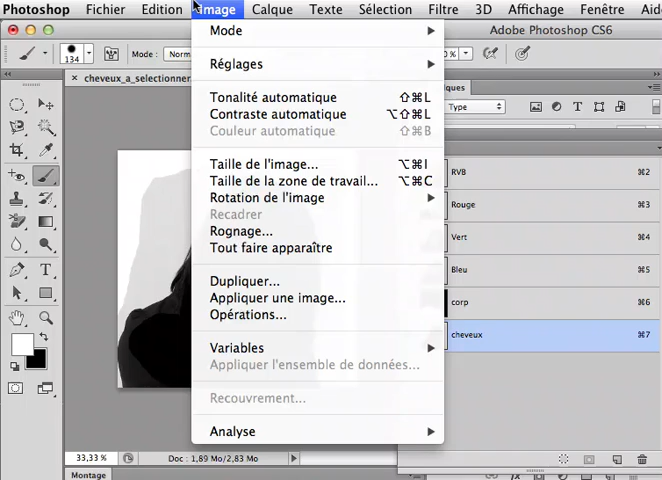 Photoshop Fichier Edition Image Calque Texte Sélection Filtre 3D Affichage Fenêtre
Adobe Photoshop CS6
134 Mode : %
cheveux_a_selectionner
Mode
Réglages
Tonalité automatique ⇧⌘L
Contraste automatique ⌥⇧⌘L
Couleur automatique ⇧⌘B
Taille de l'image... ⌥⌘I
Taille de la zone de travail... ⌥⌘C
Rotation de l'image
Recadrer
Rognage...
Tout faire apparaître
Dupliquer...
Appliquer une image...
Opérations...
Variables
Appliquer l'ensemble de données...
Recouvrement...
Analyse
Type
RVB ⌘2
Rouge ⌘3
Vert ⌘4
Bleu ⌘5
corp ⌘6
cheveux ⌘7
33,33 % Doc : 1,89 Mo/2,83 Mo
Montage